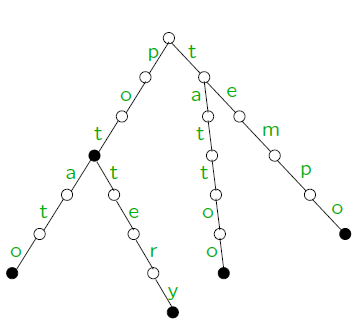 p t
o a e
t t m
a t t p
t e o o
o r o
y